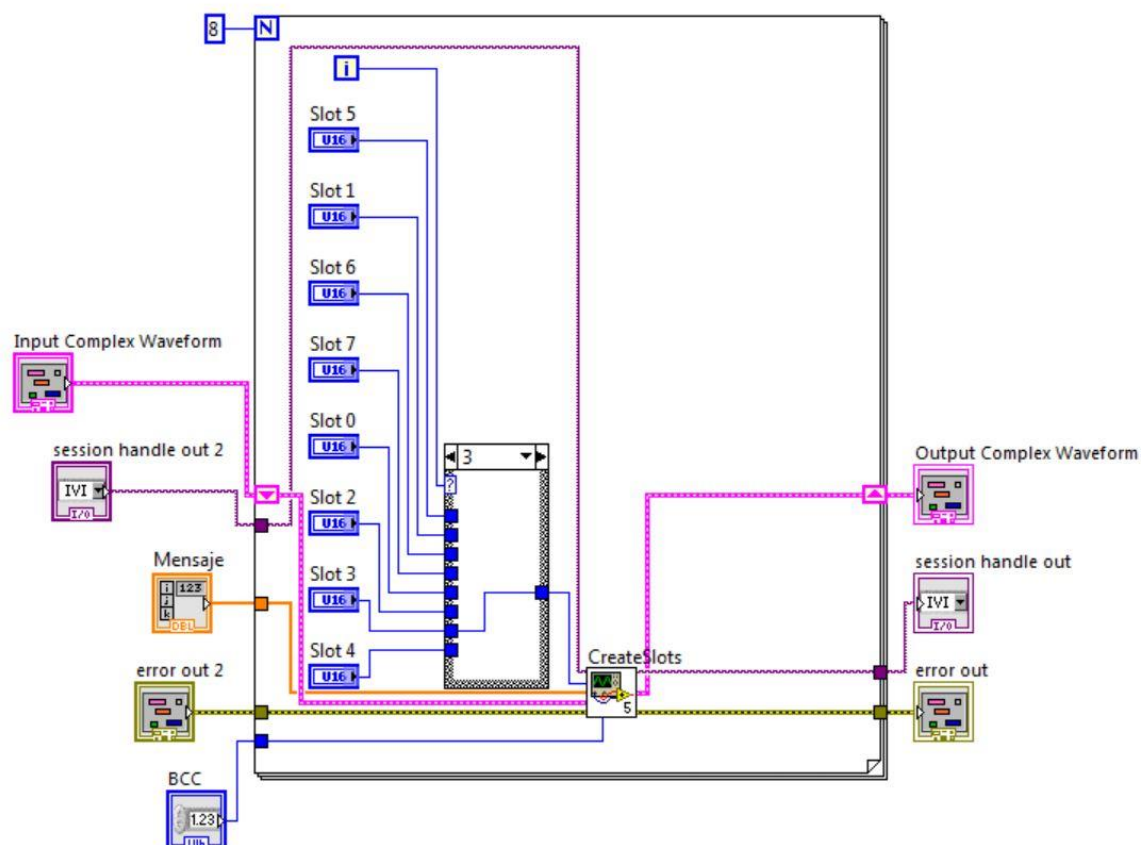 8
N
i
Slot 5
U16
Slot 1
U16
Slot 6
U16
Slot 7
U16
Input Complex Waveform
Slot 0
U16
session handle out 2
IVI
I/O
3
?
Output Complex Waveform
Slot 2
U16
Mensaje
i 123
j
k
DBL
Slot 3
U16
session handle out
IVI
I/O
Slot 4
U16
CreateSlots
5
error out 2
error out
BCC
1.23